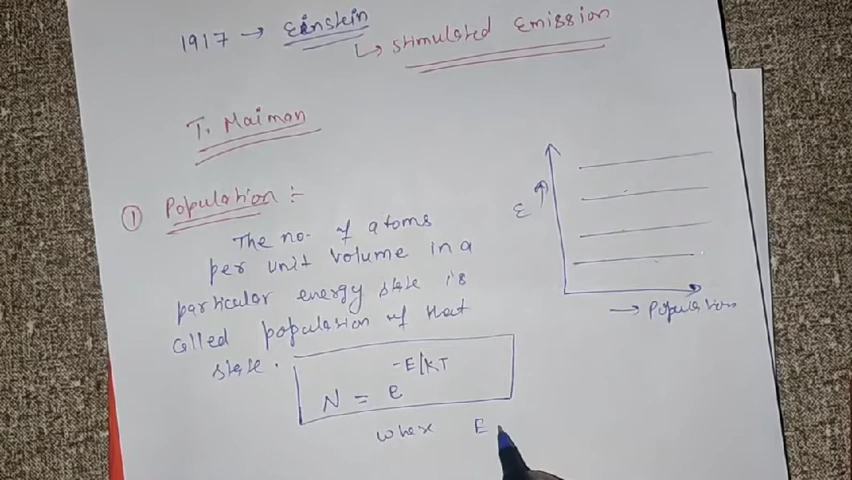 1917 → Einstein
↳ stimulated Emission
T. Maiman
① Population :-
The no. of atoms
per unit volume in a
particular energy state is
called population of that
state.
N = e^-E/KT
where E
E ↑
→ Population